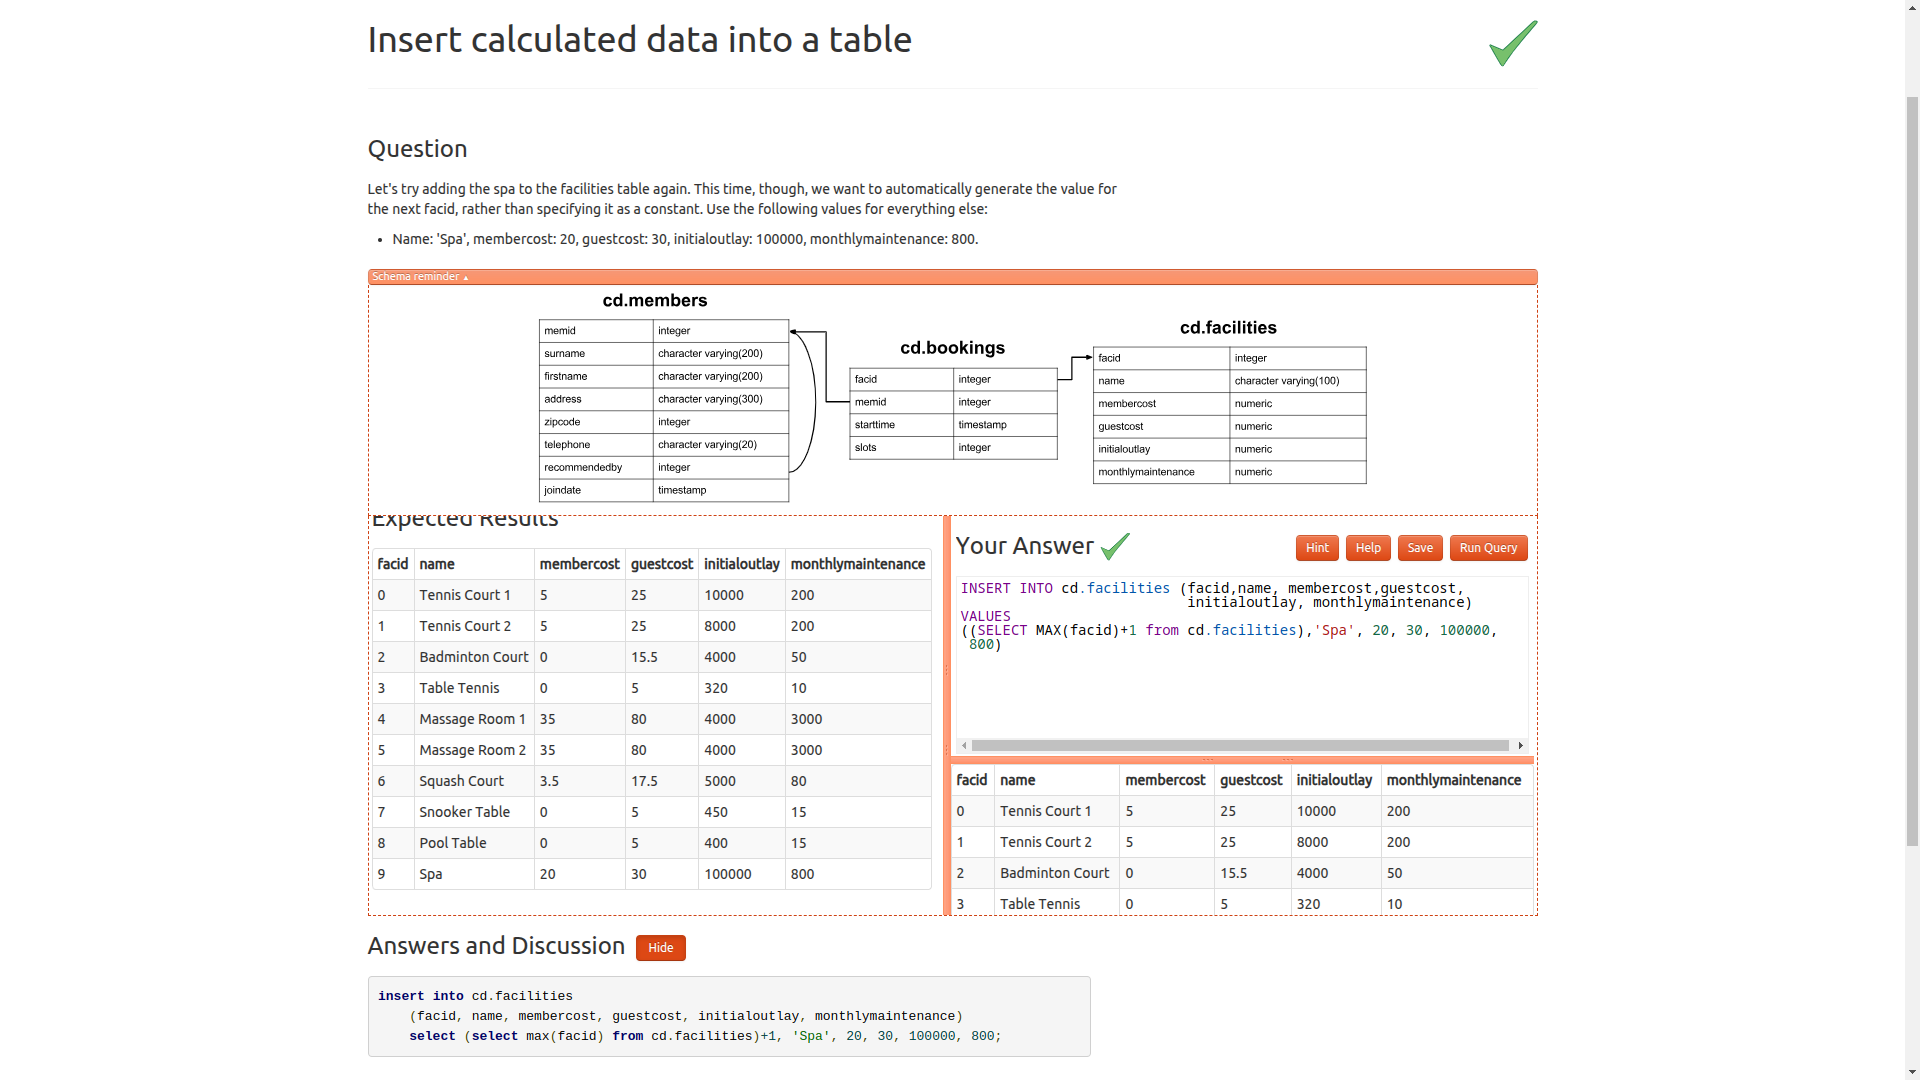 Insert calculated data into a table
Question
Let's try adding the spa to the facilities table again. This time, though, we want to automatically generate the value for
the next facid, rather than specifying it as a constant. Use the following values for everything else:
• Name: 'Spa', membercost: 20, guestcost: 30, initialoutlay: 100000, monthlymaintenance: 800.
Schema reminder ▴
cd.members
memid integer
surname character varying(200)
firstname character varying(200)
address character varying(300)
zipcode integer
telephone character varying(20)
recommendedby integer
joindate timestamp
cd.bookings
facid integer
memid integer
starttime timestamp
slots integer
cd.facilities
facid integer
name character varying(100)
membercost numeric
guestcost numeric
initialoutlay numeric
monthlymaintenance numeric
Expected Results
facid name membercost guestcost initialoutlay monthlymaintenance
0 Tennis Court 1 5 25 10000 200
1 Tennis Court 2 5 25 8000 200
2 Badminton Court 0 15.5 4000 50
3 Table Tennis 0 5 320 10
4 Massage Room 1 35 80 4000 3000
5 Massage Room 2 35 80 4000 3000
6 Squash Court 3.5 17.5 5000 80
7 Snooker Table 0 5 450 15
8 Pool Table 0 5 400 15
9 Spa 20 30 100000 800
Your Answer
Hint Help Save Run Query
INSERT INTO cd.facilities (facid,name, membercost,guestcost,
initialoutlay, monthlymaintenance)
VALUES
((SELECT MAX(facid)+1 from cd.facilities),'Spa', 20, 30, 100000,
800)
facid name membercost guestcost initialoutlay monthlymaintenance
0 Tennis Court 1 5 25 10000 200
1 Tennis Court 2 5 25 8000 200
2 Badminton Court 0 15.5 4000 50
3 Table Tennis 0 5 320 10
Answers and Discussion Hide
insert into cd.facilities
(facid, name, membercost, guestcost, initialoutlay, monthlymaintenance)
select (select max(facid) from cd.facilities)+1, 'Spa', 20, 30, 100000, 800;